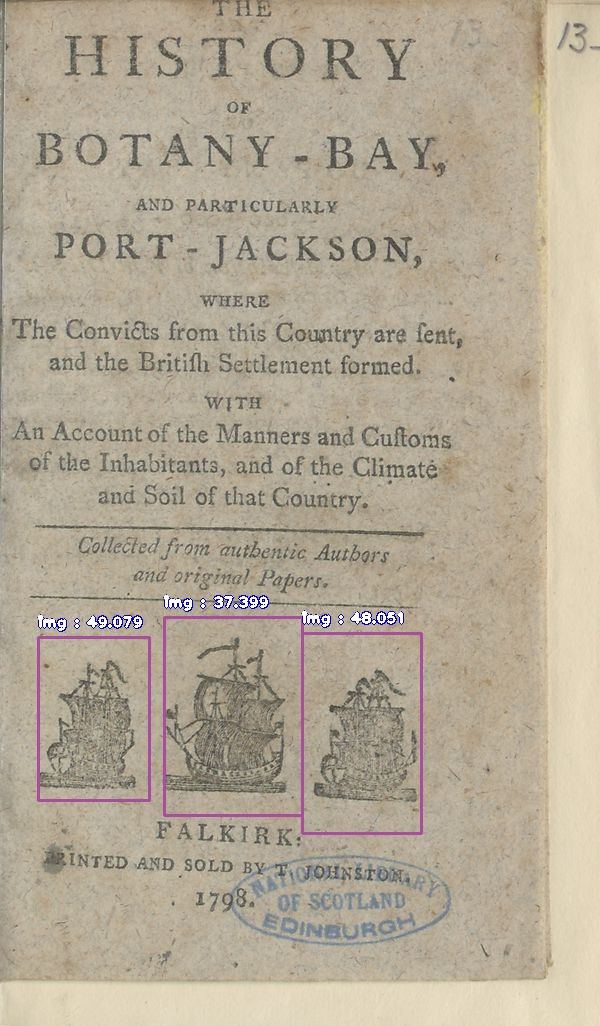 THE
HISTORY
OF
BOTANY-BAY,
AND PARTICULARLY
PORT-JACKSON,
WHERE
The Convicts from this Country are ſent,
and the Britiſh Settlement formed.
WITH
An Account of the Manners and Cuſtoms
of the Inhabitants, and of the Climate
and Soil of that Country.
Collected from authentic Authors
and original Papers.
img : 49.079
img : 37.399
img : 48.051
FALKIRK:
PRINTED AND SOLD BY T. JOHNSTON.
1798.
NATIONAL LIBRARY
OF SCOTLAND
EDINBURGH
13
13-